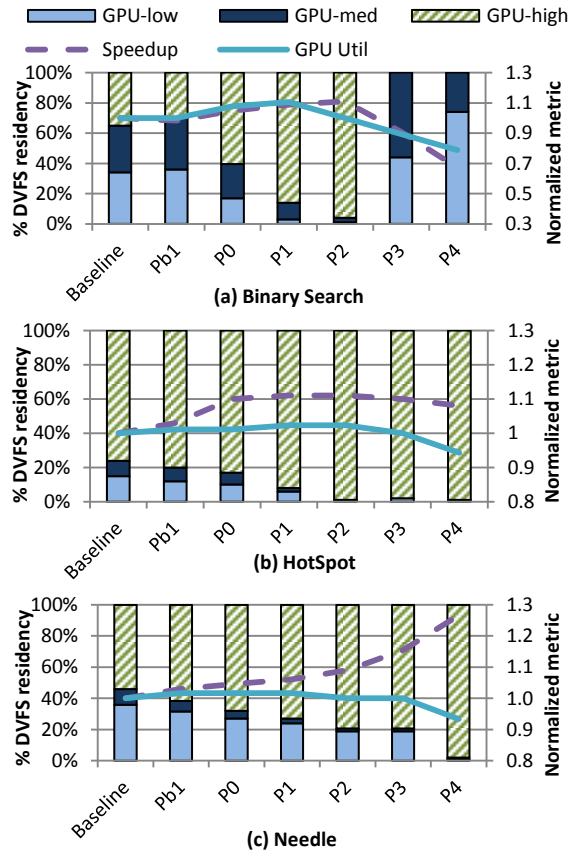 GPU-low GPU-med GPU-high
Speedup GPU Util
100% 1.3
80% 1.1
60% 0.9
40% 0.7
20% 0.5
0% 0.3
% DVFS residency
Normalized metric
Baseline Pb1 P0 P1 P2 P3 P4
(a) Binary Search
100% 1.3
80% 1.2
60% 1.1
40% 1
20% 0.9
0% 0.8
% DVFS residency
Normalized metric
Baseline Pb1 P0 P1 P2 P3 P4
(b) HotSpot
100% 1.3
80% 1.2
60% 1.1
40% 1.0
20% 0.9
0% 0.8
% DVFS residency
Normalized metric
Baseline Pb1 P0 P1 P2 P3 P4
(c) Needle